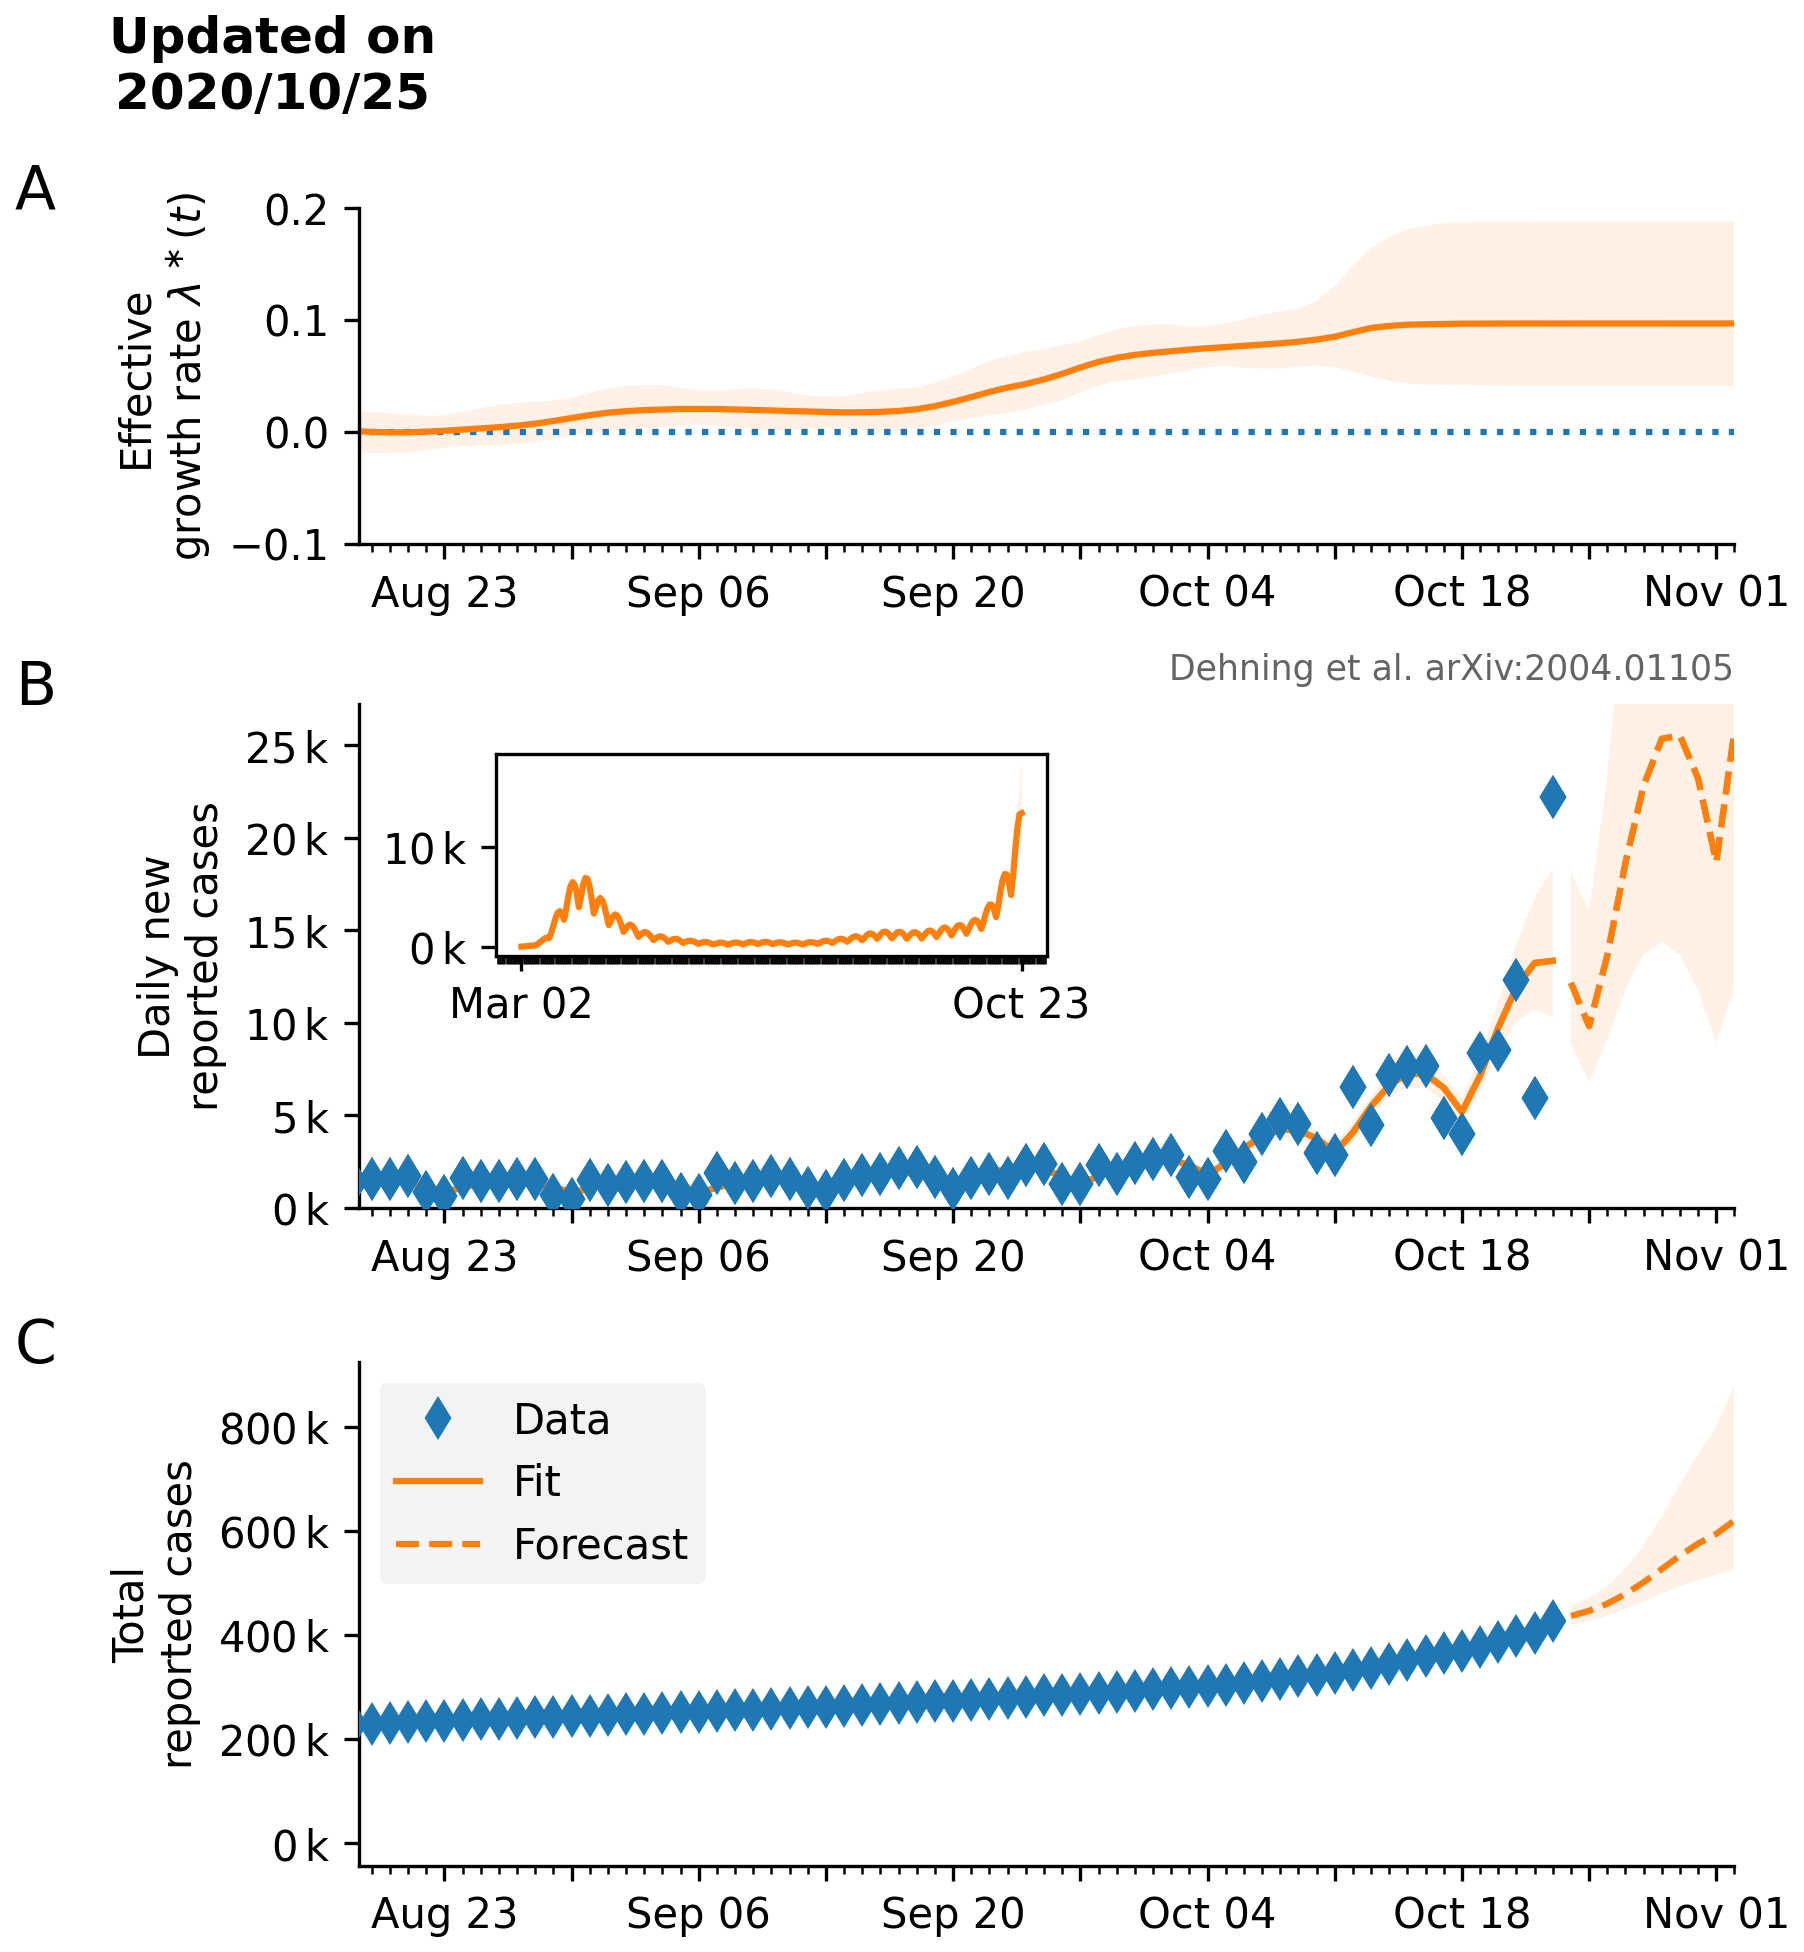 Updated on
2020/10/25
A
Effective
growth rate λ * (t)
0.2
0.1
0.0
−0.1
Aug 23
Sep 06
Sep 20
Oct 04
Oct 18
Nov 01
Dehning et al. arXiv:2004.01105
B
Daily new
reported cases
25 k
20 k
15 k
10 k
5 k
0 k
10 k
0 k
Mar 02
Oct 23
Aug 23
Sep 06
Sep 20
Oct 04
Oct 18
Nov 01
C
Total
reported cases
800 k
600 k
400 k
200 k
0 k
Data
Fit
Forecast
Aug 23
Sep 06
Sep 20
Oct 04
Oct 18
Nov 01